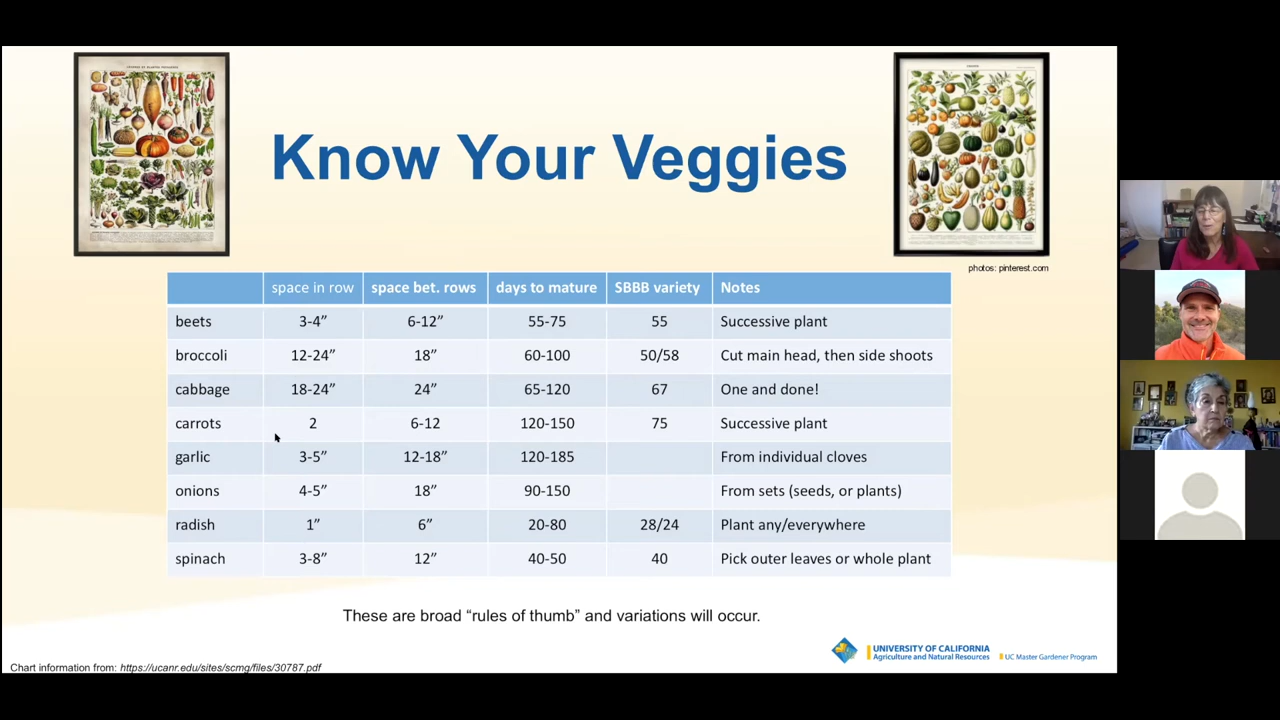 Know Your Veggies
photos: pinterest.com
space in row space bet. rows days to mature SBBB variety Notes
beets 3-4” 6-12” 55-75 55 Successive plant
broccoli 12-24” 18” 60-100 50/58 Cut main head, then side shoots
cabbage 18-24” 24” 65-120 67 One and done!
carrots 2 6-12 120-150 75 Successive plant
garlic 3-5” 12-18” 120-185 From individual cloves
onions 4-5” 18” 90-150 From sets (seeds, or plants)
radish 1” 6” 20-80 28/24 Plant any/everywhere
spinach 3-8” 12” 40-50 40 Pick outer leaves or whole plant
These are broad “rules of thumb” and variations will occur.
UNIVERSITY OF CALIFORNIA
Agriculture and Natural Resources
UC Master Gardener Program
Chart information from: https://ucanr.edu/sites/scmg/files/30787.pdf